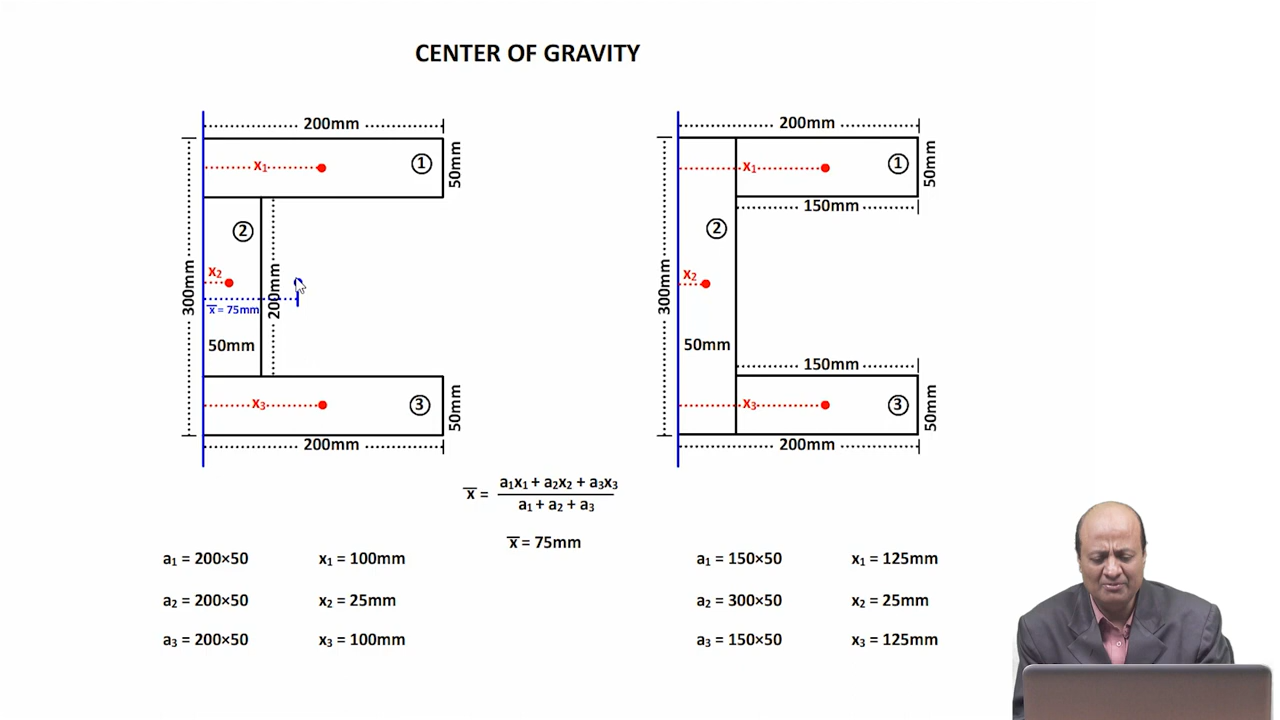 CENTER OF GRAVITY
200mm
x₁
①
50mm
②
x₂
300mm
200mm
x̅ = 75mm
50mm
x₃
③
50mm
200mm
200mm
x₁
①
50mm
150mm
②
x₂
300mm
50mm
150mm
x₃
③
50mm
200mm
x̅ = a₁x₁ + a₂x₂ + a₃x₃
a₁ + a₂ + a₃
x̅ = 75mm
a₁ = 200×50 x₁ = 100mm
a₂ = 200×50 x₂ = 25mm
a₃ = 200×50 x₃ = 100mm
a₁ = 150×50 x₁ = 125mm
a₂ = 300×50 x₂ = 25mm
a₃ = 150×50 x₃ = 125mm